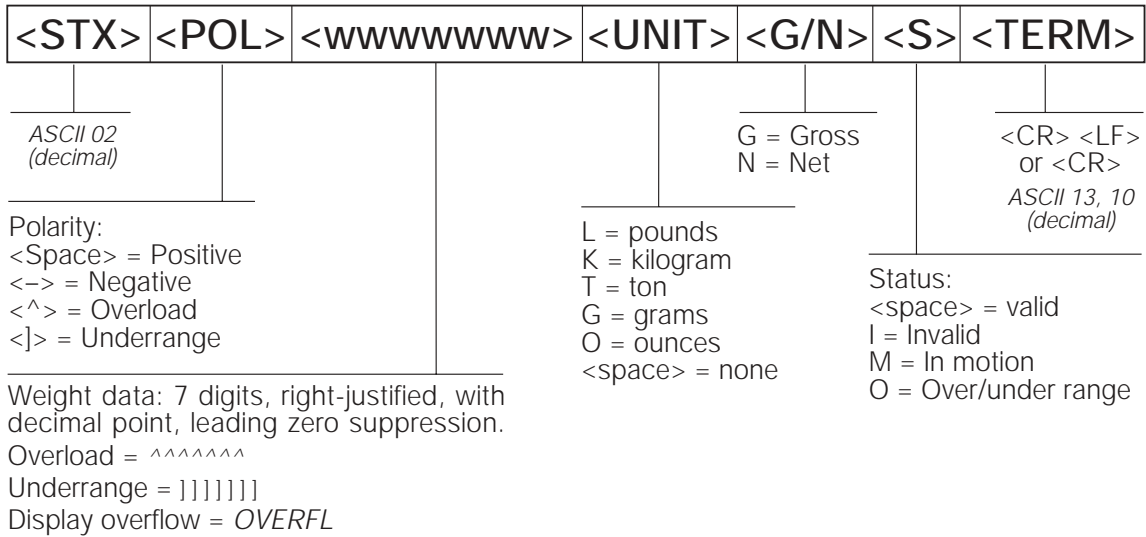 <STX> <POL> <wwwwwww> <UNIT> <G/N> <S> <TERM>
ASCII 02
(decimal)
Polarity:
<Space> = Positive
<–> = Negative
<^> = Overload
<]> = Underrange
Weight data: 7 digits, right-justified, with
decimal point, leading zero suppression.
Overload = ^^^^^^^
Underrange = ]]]]]]]
Display overflow = OVERFL
L = pounds
K = kilogram
T = ton
G = grams
O = ounces
<space> = none
G = Gross
N = Net
Status:
<space> = valid
I = Invalid
M = In motion
O = Over/under range
<CR> <LF>
or <CR>
ASCII 13, 10
(decimal)